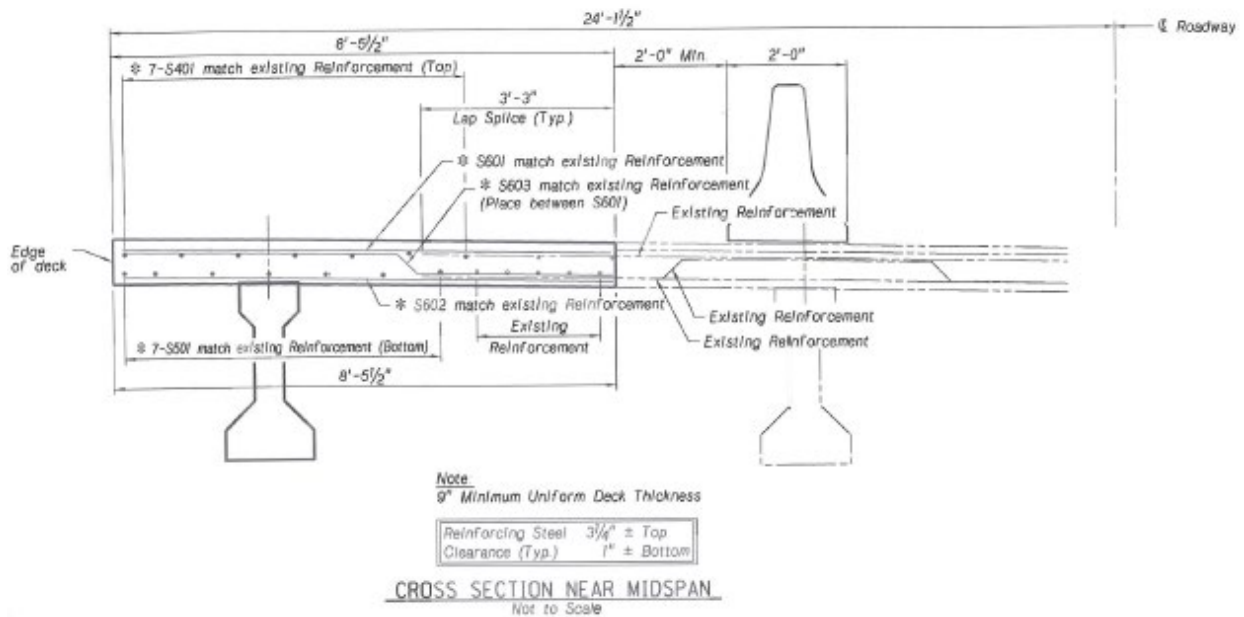 24'-1½"
℄ Roadway
8'-5½"
2'-0" Min.
2'-0"
* 7-S401 match existing Reinforcement (Top)
3'-3"
Lap Splice (Typ.)
* S601 match existing Reinforcement
* S603 match existing Reinforcement
(Place between S601)
Existing Reinforcement
Edge
of deck
* S602 match existing Reinforcement
Existing
Reinforcement
Existing Reinforcement
Existing Reinforcement
* 7-S501 match existing Reinforcement (Bottom)
8'-5½"
Note
9" Minimum Uniform Deck Thickness
Reinforcing Steel ± Top
Clearance (Typ.) 1" ± Bottom
CROSS SECTION NEAR MIDSPAN
Not to Scale